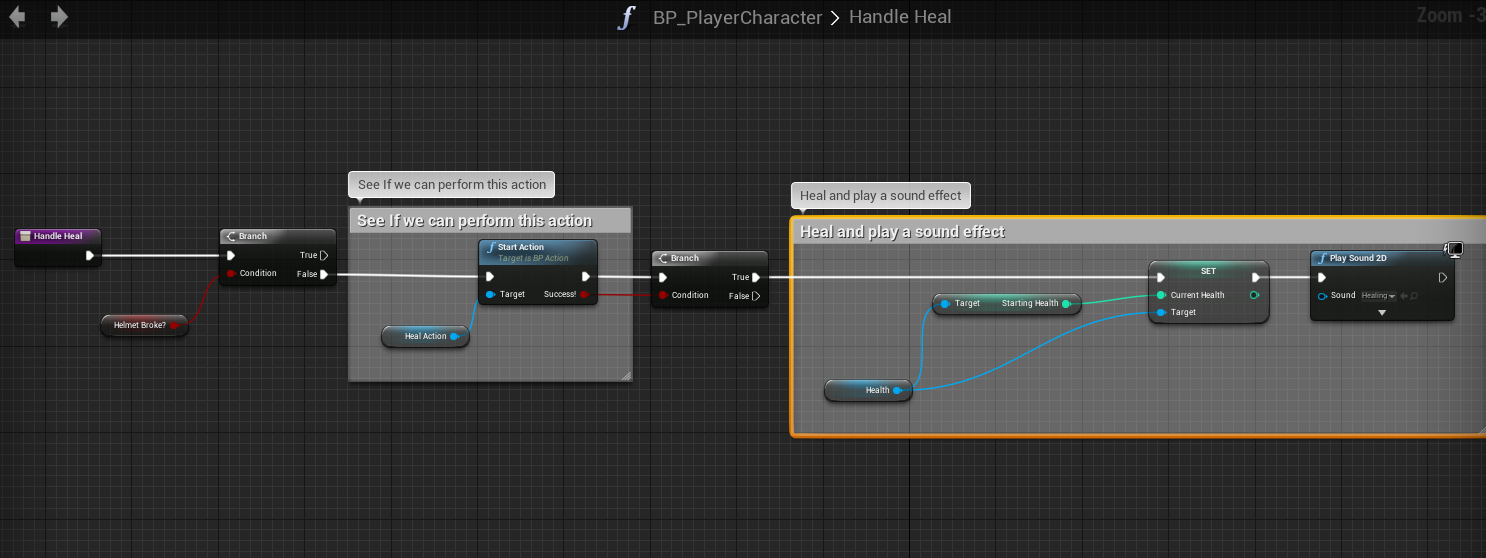 BP_PlayerCharacter > Handle Heal
Zoom -3
See If we can perform this action
Heal and play a sound effect
See If we can perform this action
Heal and play a sound effect
Handle Heal
Branch
True
Condition
False
Helmet Broke?
Start Action
Target is BP Action
Target
Success!
Heal Action
Branch
True
Condition
False
Target
Starting Health
Health
SET
Current Health
Target
Play Sound 2D
Sound
Healing